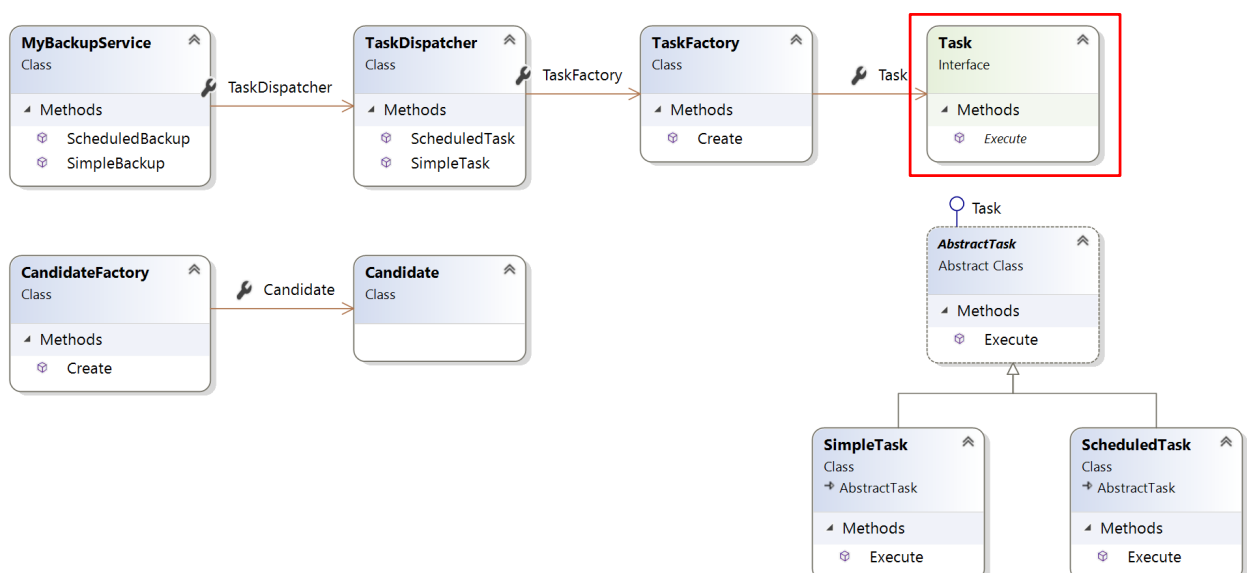 MyBackupService
Class
Methods
ScheduledBackup
SimpleBackup
TaskDispatcher
TaskDispatcher
Class
Methods
ScheduledTask
SimpleTask
TaskFactory
TaskFactory
Class
Methods
Create
Task
Task
Interface
Methods
Execute
CandidateFactory
Class
Methods
Create
Candidate
Candidate
Class
Task
AbstractTask
Abstract Class
Methods
Execute
SimpleTask
Class
AbstractTask
Methods
Execute
ScheduledTask
Class
AbstractTask
Methods
Execute